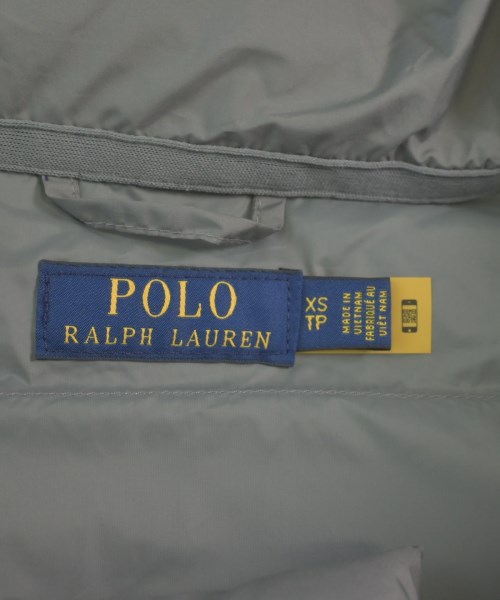 POLO
RALPH LAUREN
XS
TP
MADE IN
VIETNAM
FABRIQUÉ AU
VIÊT NAM